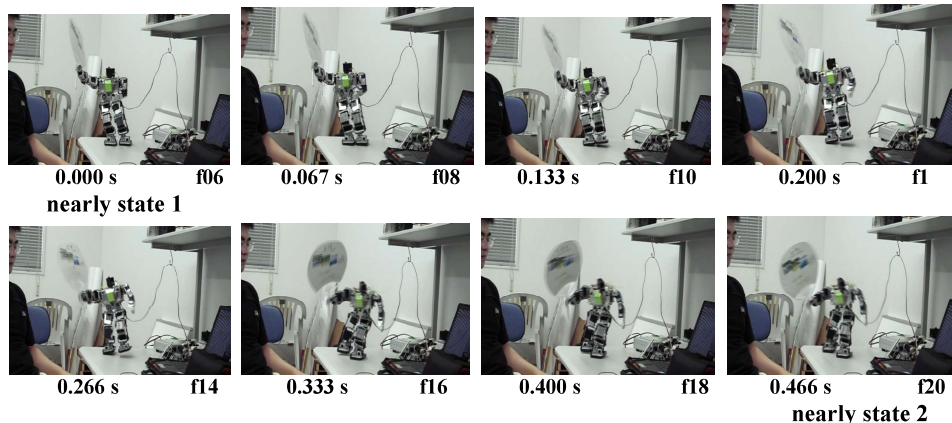 0.000 s f06
0.067 s f08
0.133 s f10
0.200 s f1
nearly state 1
0.266 s f14
0.333 s f16
0.400 s f18
0.466 s f20
nearly state 2